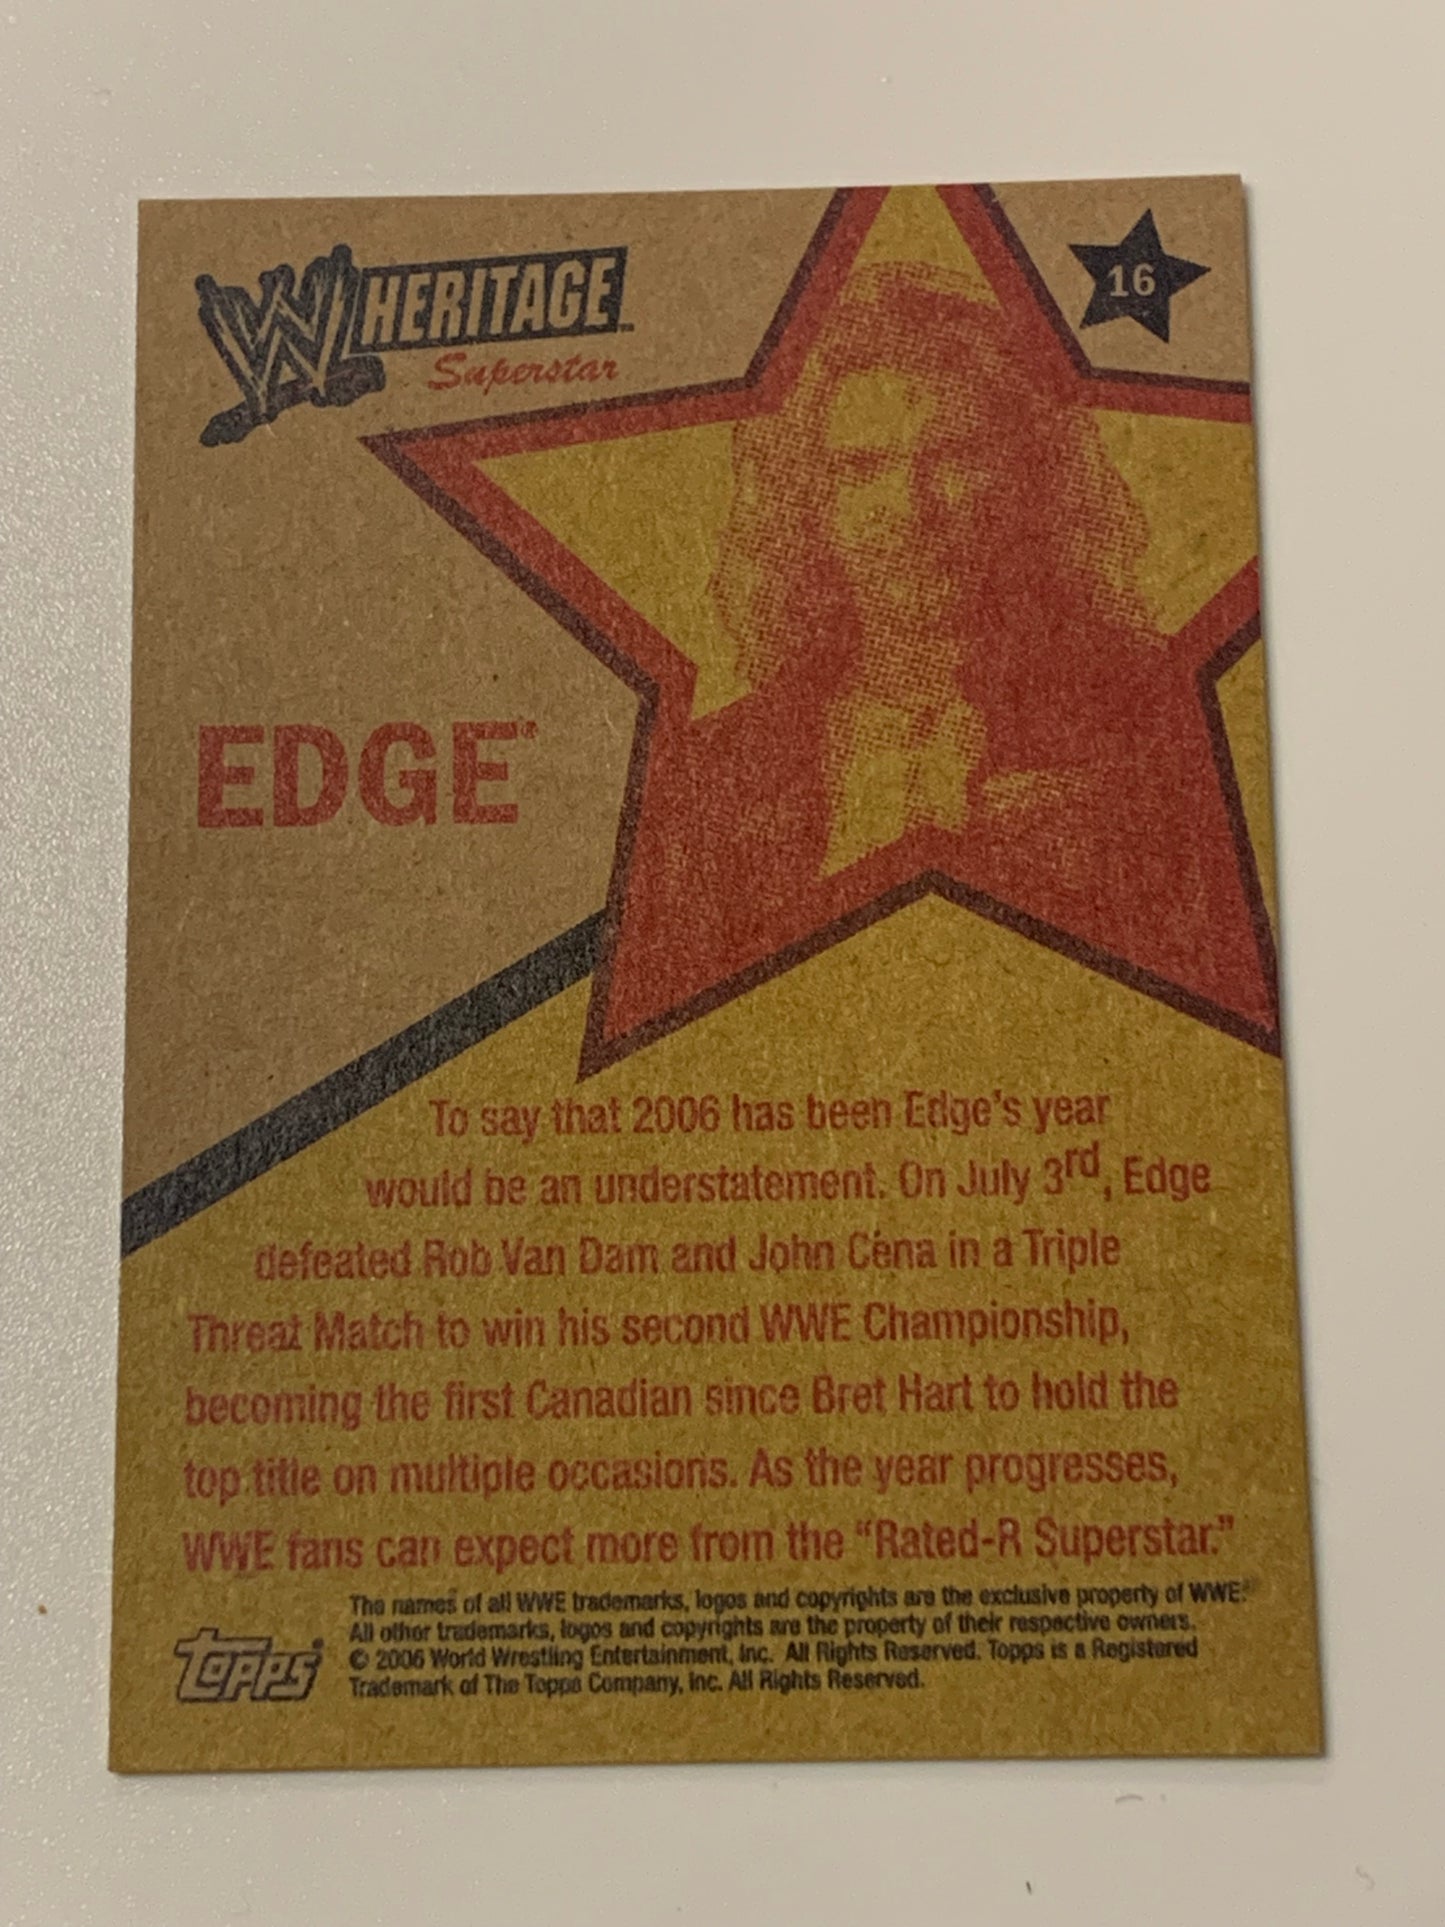 W HERITAGE™
Superstar
16
EDGE®
To say that 2006 has been Edge's year
would be an understatement. On July 3rd, Edge
defeated Rob Van Dam and John Cena in a Triple
Threat Match to win his second WWE Championship,
becoming the first Canadian since Bret Hart to hold the
top title on multiple occasions. As the year progresses,
WWE fans can expect more from the “Rated-R Superstar.”
The names of all WWE trademarks, logos and copyrights are the exclusive property of WWE.
All other trademarks, logos and copyrights are the property of their respective owners.
© 2006 World Wrestling Entertainment, Inc. All Rights Reserved. Topps is a Registered
Trademark of The Topps Company, Inc. All Rights Reserved.
Topps®